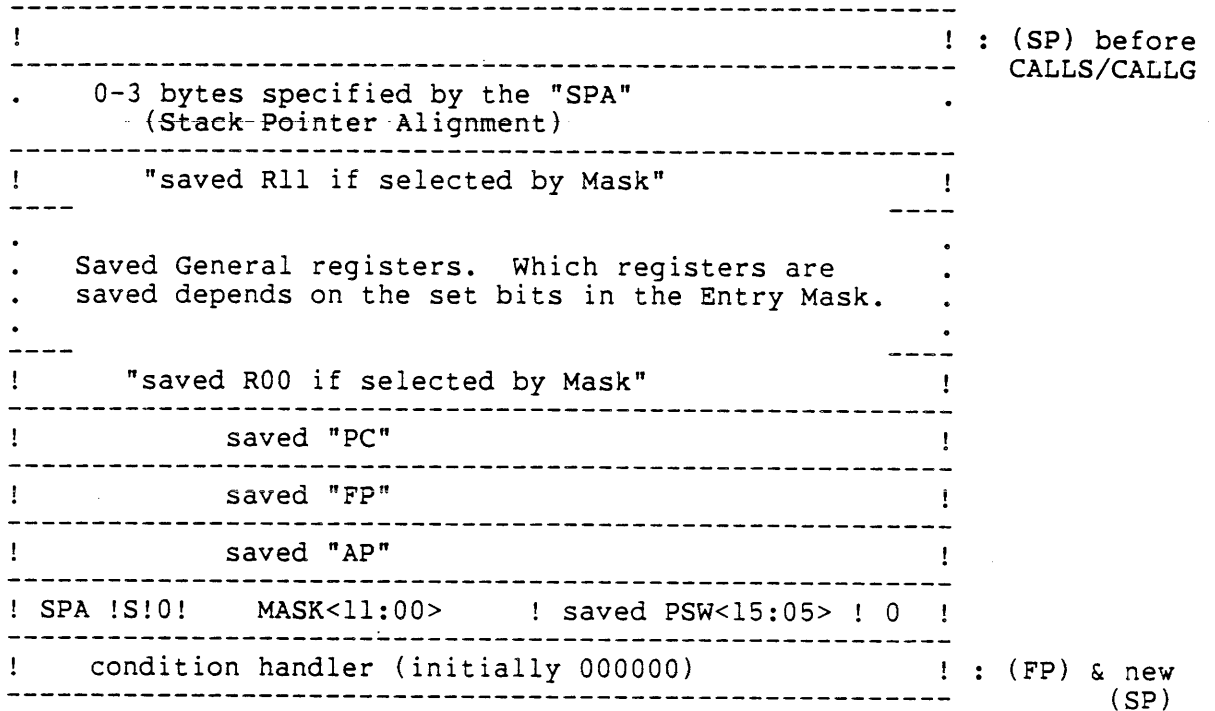 ! ! : (SP) before
CALLS/CALLG
. 0-3 bytes specified by the "SPA" .
(Stack Pointer Alignment)
! "saved R11 if selected by Mask" !
. .
. Saved General registers. Which registers are .
. saved depends on the set bits in the Entry Mask. .
. .
! "saved R00 if selected by Mask" !
! saved "PC" !
! saved "FP" !
! saved "AP" !
! SPA !S!0! MASK<11:00> ! saved PSW<15:05> ! 0 !
! condition handler (initially 000000) ! : (FP) & new
(SP)